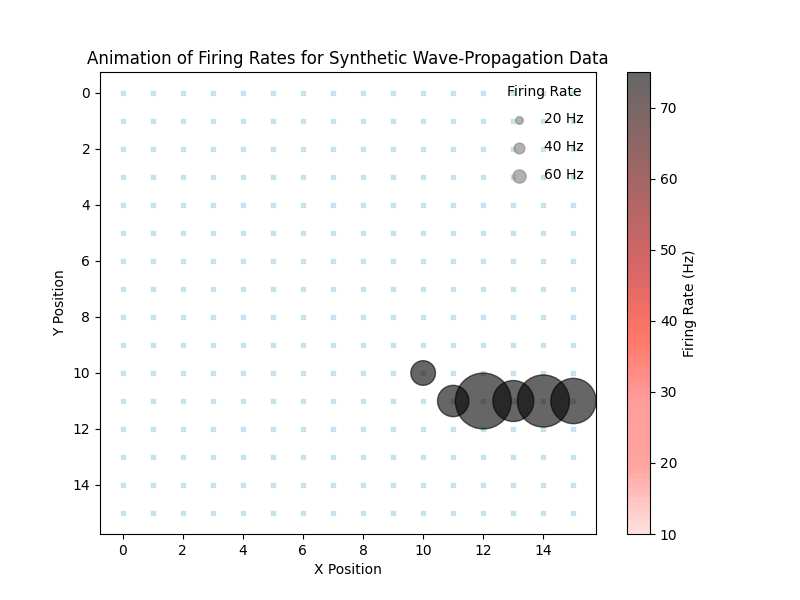 Animation of Firing Rates for Synthetic Wave-Propagation Data
Firing Rate
20 Hz
40 Hz
60 Hz
0
2
4
6
8
10
12
14
Y Position
0 2 4 6 8 10 12 14
X Position
70
60
50
40
30
20
10
Firing Rate (Hz)